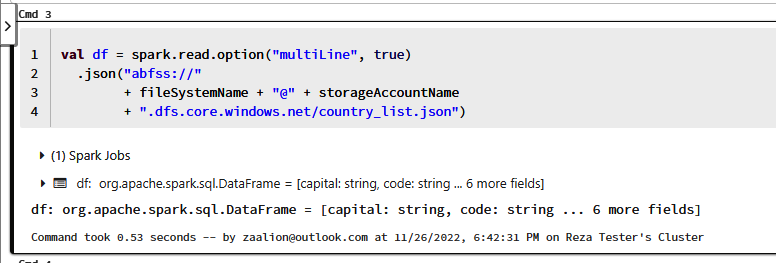 Cmd 3
1 val df = spark.read.option("multiLine", true)
2 .json("abfss://"
3 + fileSystemName + "@" + storageAccountName
4 + ".dfs.core.windows.net/country_list.json")
(1) Spark Jobs
df: org.apache.spark.sql.DataFrame = [capital: string, code: string ... 6 more fields]
df: org.apache.spark.sql.DataFrame = [capital: string, code: string ... 6 more fields]
Command took 0.53 seconds -- by zaalion@outlook.com at 11/26/2022, 6:42:31 PM on Reza Tester's Cluster